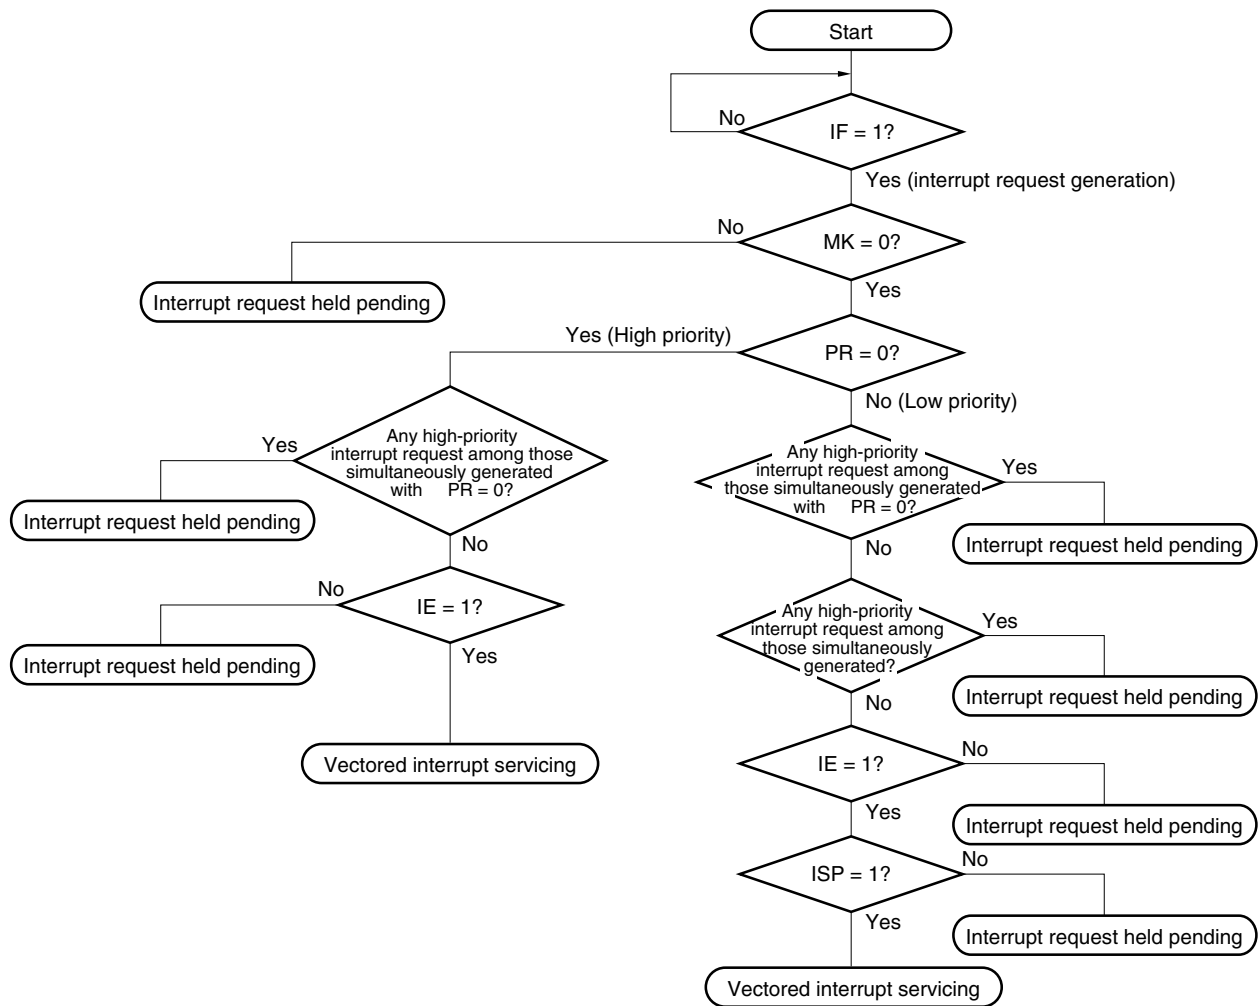 Start
No
IF = 1?
Yes (interrupt request generation)
No
MK = 0?
Interrupt request held pending
Yes
Yes (High priority)
PR = 0?
No (Low priority)
Yes
Any high-priority
interrupt request among those
simultaneously generated
with PR = 0?
Any high-priority
interrupt request among
those simultaneously generated
with PR = 0?
Yes
Interrupt request held pending
Interrupt request held pending
No
No
No
IE = 1?
Any high-priority
interrupt request among
those simultaneously
generated?
Yes
Interrupt request held pending
Yes
Interrupt request held pending
No
Vectored interrupt servicing
IE = 1?
No
Yes
Interrupt request held pending
ISP = 1?
No
Yes
Interrupt request held pending
Vectored interrupt servicing